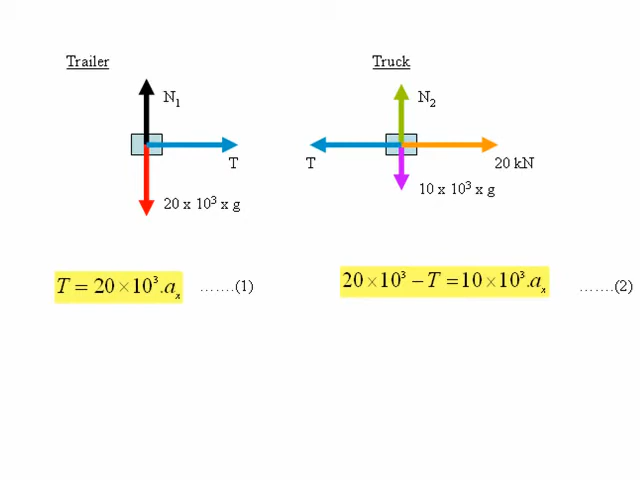 Trailer Truck
N₁ N₂
T T 20 kN
20 x 10³ x g 10 x 10³ x g
T = 20×10³.aₓ …….(1) 20×10³ − T = 10×10³.aₓ …….(2)